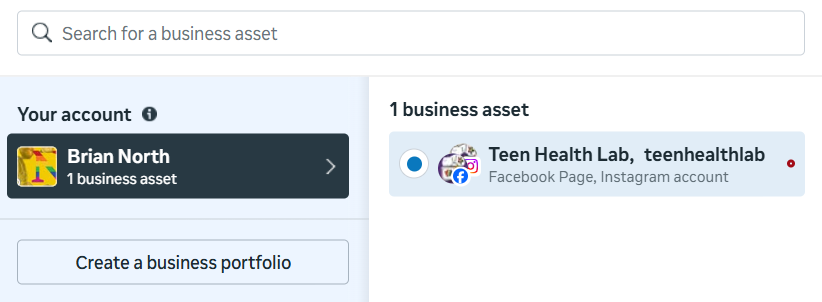 Search for a business asset
Your account
Brian North
1 business asset
Create a business portfolio
1 business asset
Teen Health Lab,  teenhealthlab
Facebook Page, Instagram account